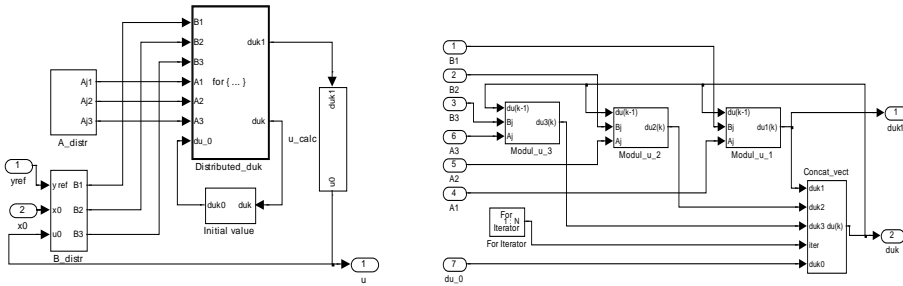 B1
B2
B3
A1
A2
A3
du_0
for { ... }
duk1
duk
Distributed_duk
Aj1
Aj2
Aj3
A_distr
1
yref
2
x0
y ref
x0
u0
B1
B2
B3
B_distr
duk0
duk
Initial value
duk1
u0
u_calc
1
u
1
B1
2
B2
3
B3
6
A3
5
A2
4
A1
7
du_0
du(k-1)
Bj
Aj
du3(k)
Modul_u_3
du(k-1)
Bj
Aj
du2(k)
Modul_u_2
du(k-1)
Bj
Aj
du1(k)
Modul_u_1
For
1 : N
Iterator
For Iterator
Concat_vect
duk1
duk2
duk3
iter
duk0
du(k)
1
duk1
2
duk